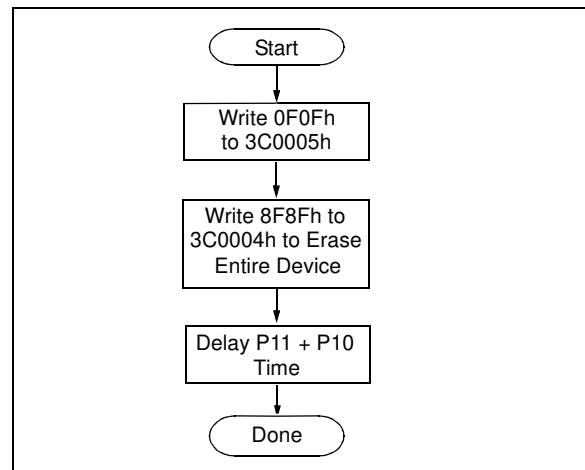 Start
Write 0F0Fh
to 3C0005h
Write 8F8Fh to
3C0004h to Erase
Entire Device
Delay P11 + P10
Time
Done